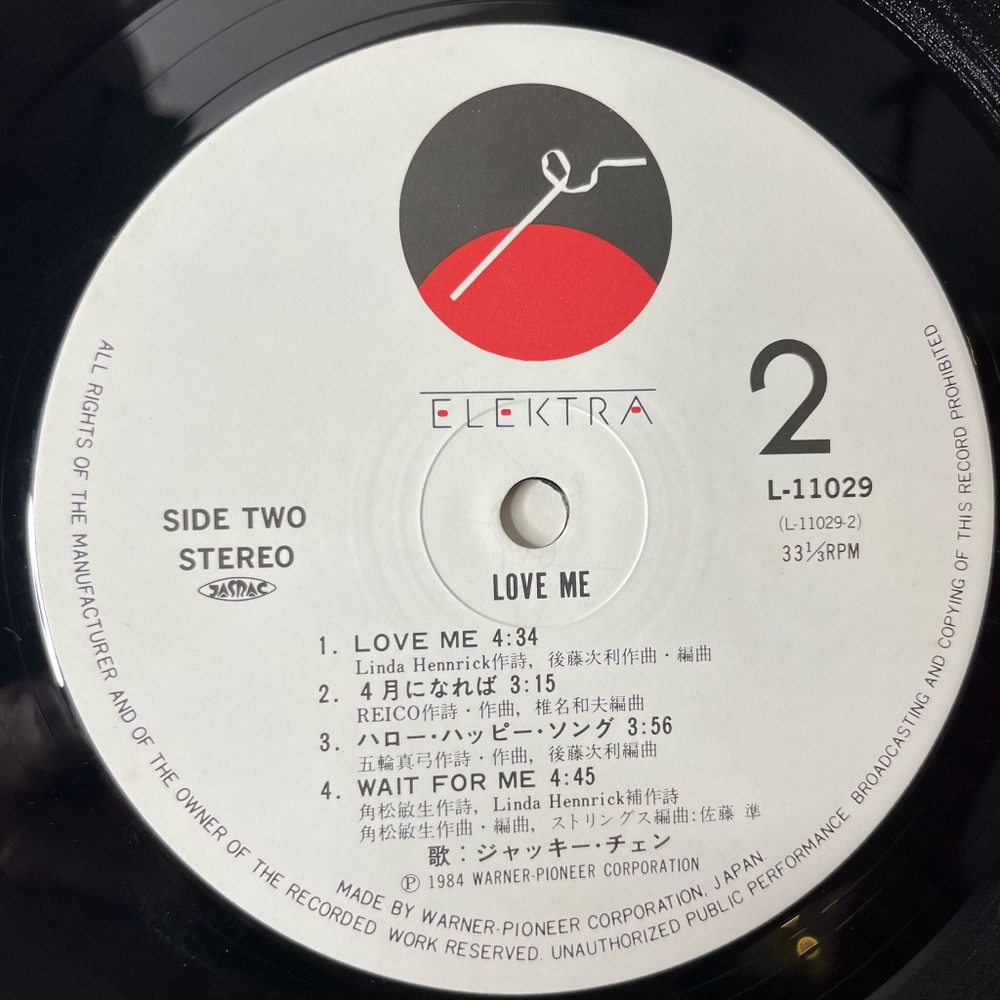 ELEKTRA
2
L-11029
(L-11029-2)
33⅓RPM
SIDE TWO
STEREO
JASRAC
LOVE ME
1. LOVE ME 4:34
Linda Hennrick作詩, 後藤次利作曲・編曲
2. 4月になれば 3:15
REICO作詩・作曲, 椎名和夫編曲
3. ハロー・ハッピー・ソング 3:56
五輪真弓作詩・作曲, 後藤次利編曲
4. WAIT FOR ME 4:45
角松敏生作詩, Linda Hennrick補作詩
角松敏生作曲・編曲, ストリングス編曲:佐藤 準
歌:ジャッキー・チェン
Ⓟ 1984 WARNER-PIONEER CORPORATION
MADE BY WARNER-PIONEER CORPORATION, JAPAN.
ALL RIGHTS OF THE MANUFACTURER AND OF THE OWNER OF THE RECORDED WORK RESERVED. UNAUTHORIZED PUBLIC PERFORMANCE BROADCASTING AND COPYING OF THIS RECORD PROHIBITED